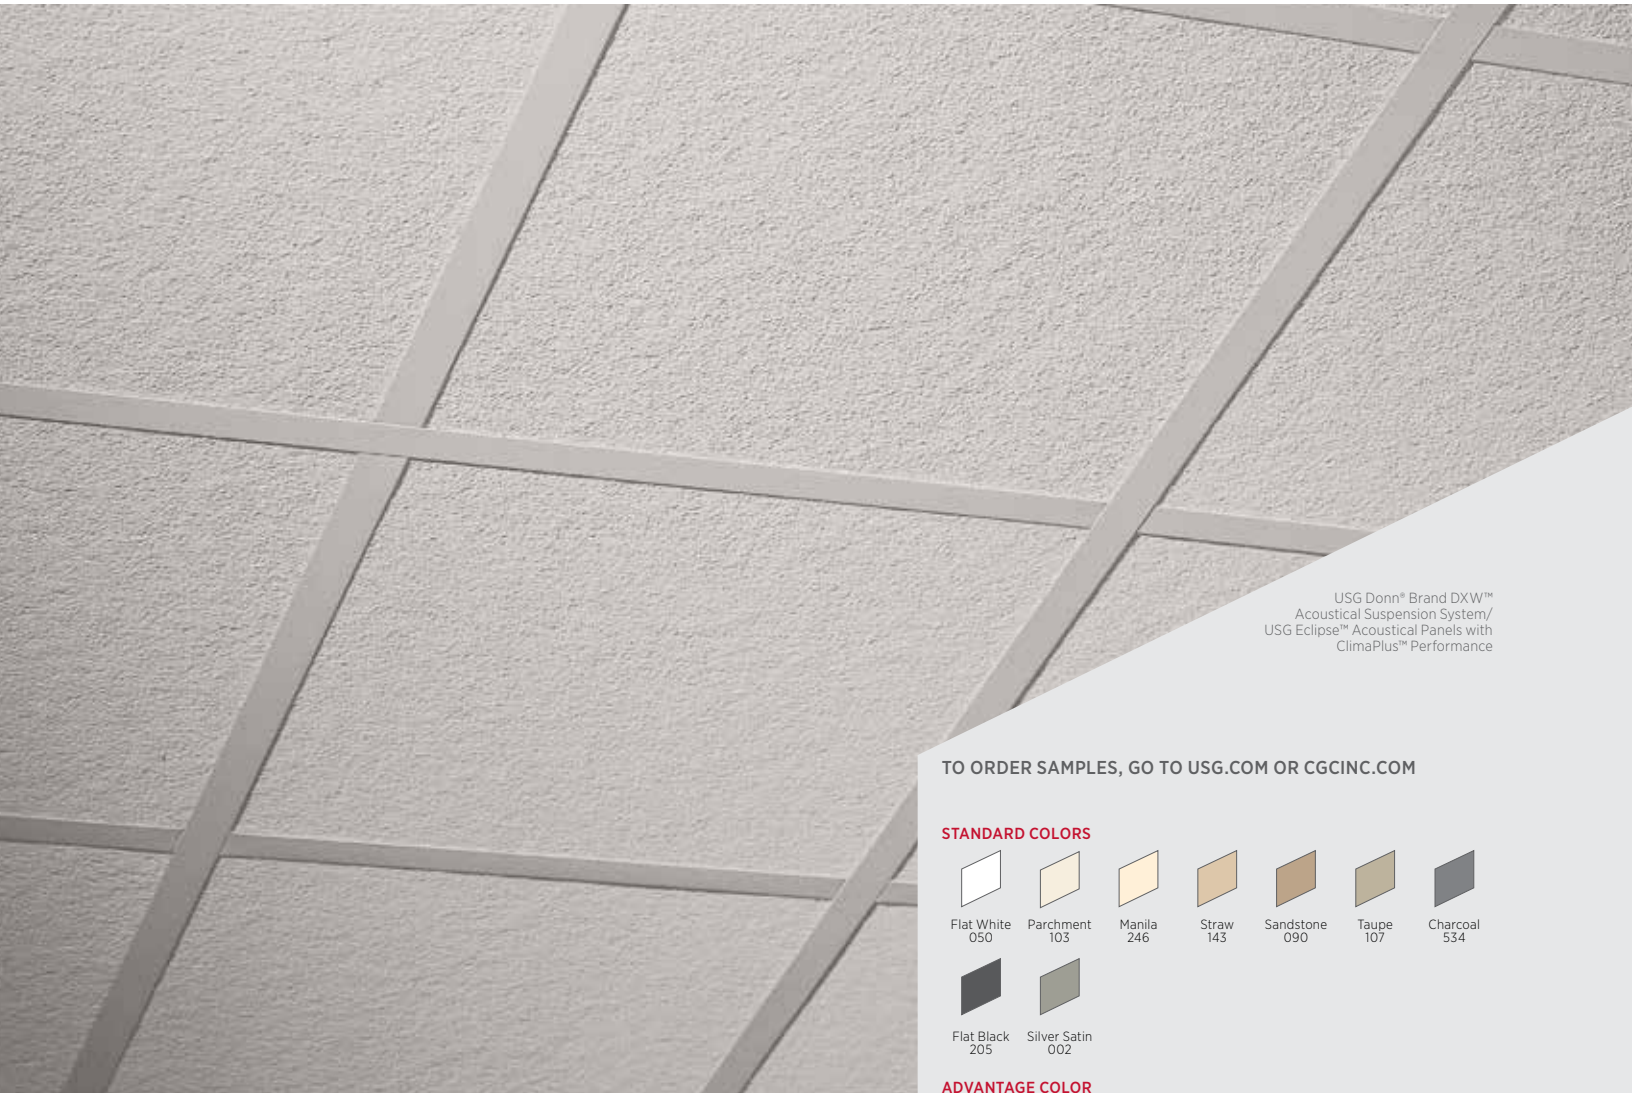 USG Donn® Brand DXW™
Acoustical Suspension System/
USG Eclipse™ Acoustical Panels with
ClimaPlus™ Performance
TO ORDER SAMPLES, GO TO USG.COM OR CGCINC.COM
STANDARD COLORS
Flat White Parchment Manila Straw Sandstone Taupe Charcoal
050 103 246 143 090 107 534
Flat Black Silver Satin
205 002
ADVANTAGE COLOR